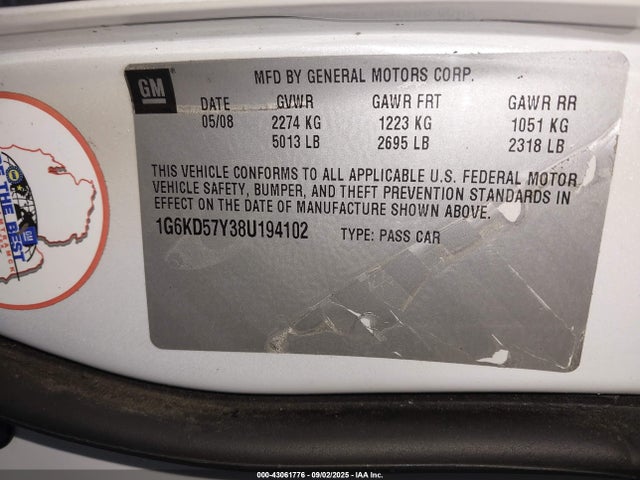 GM
MFD BY GENERAL MOTORS CORP.
DATE GVWR GAWR FRT GAWR RR
05/08 2274 KG 1223 KG 1051 KG
5013 LB 2695 LB 2318 LB
THIS VEHICLE CONFORMS TO ALL APPLICABLE U.S. FEDERAL MOTOR
VEHICLE SAFETY, BUMPER, AND THEFT PREVENTION STANDARDS IN
EFFECT ON THE DATE OF MANUFACTURE SHOWN ABOVE.
1G6KD57Y38U194102 TYPE: PASS CAR
THE BEST
GM
000-43061776 - 09/02/2025 - IAA Inc.